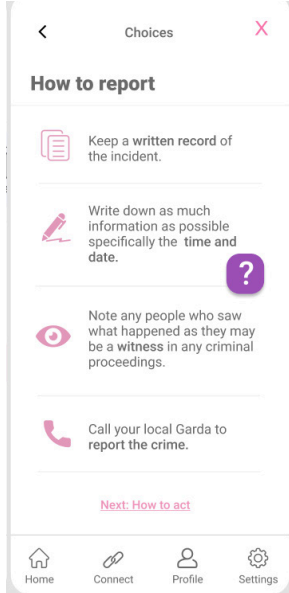 Choices
X
How to report
Keep a written record of
the incident.
Write down as much
information as possible
specifically the time and
date.
?
Note any people who saw
what happened as they may
be a witness in any criminal
proceedings.
Call your local Garda to
report the crime.
Next: How to act
Home
Connect
Profile
Settings